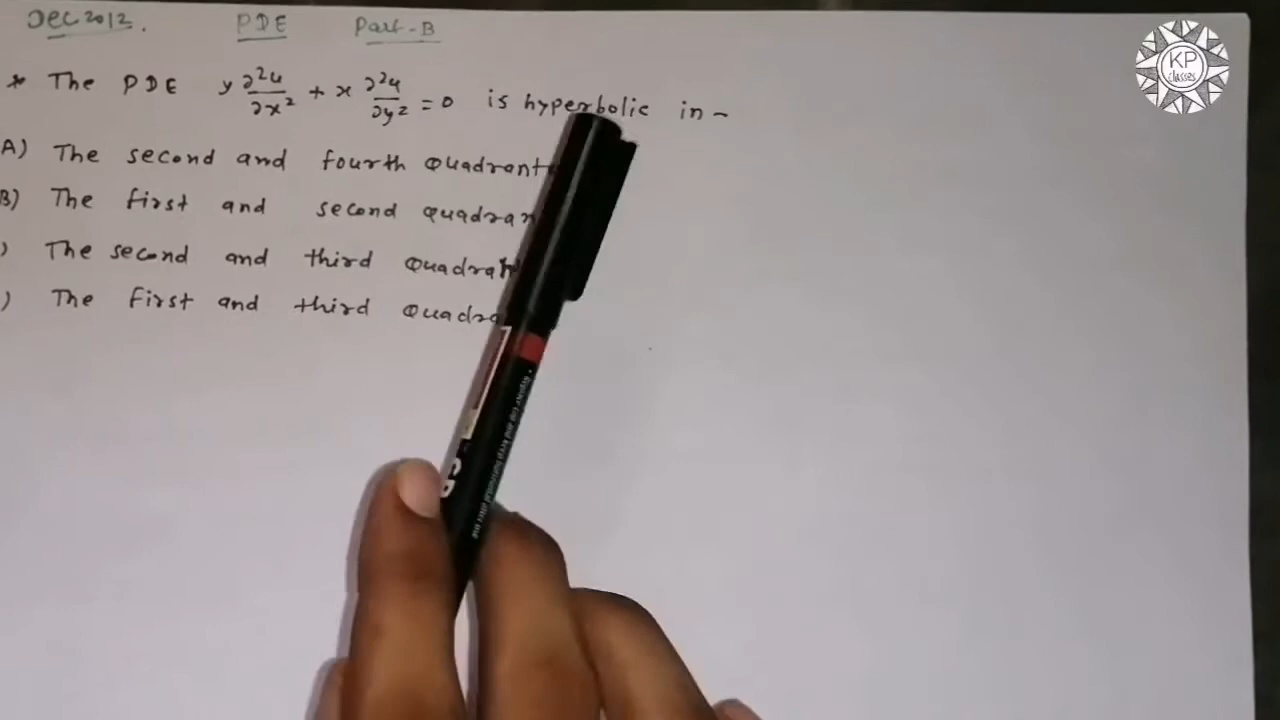 Dec 2012. PDE Part-B
* The PDE y ∂²u/∂x² + x ∂²u/∂y² = 0 is hyperbolic in -
A) The second and fourth Quadrant
B) The first and second quadran
) The second and third Quadran
) The First and third Quadra
KP
classes